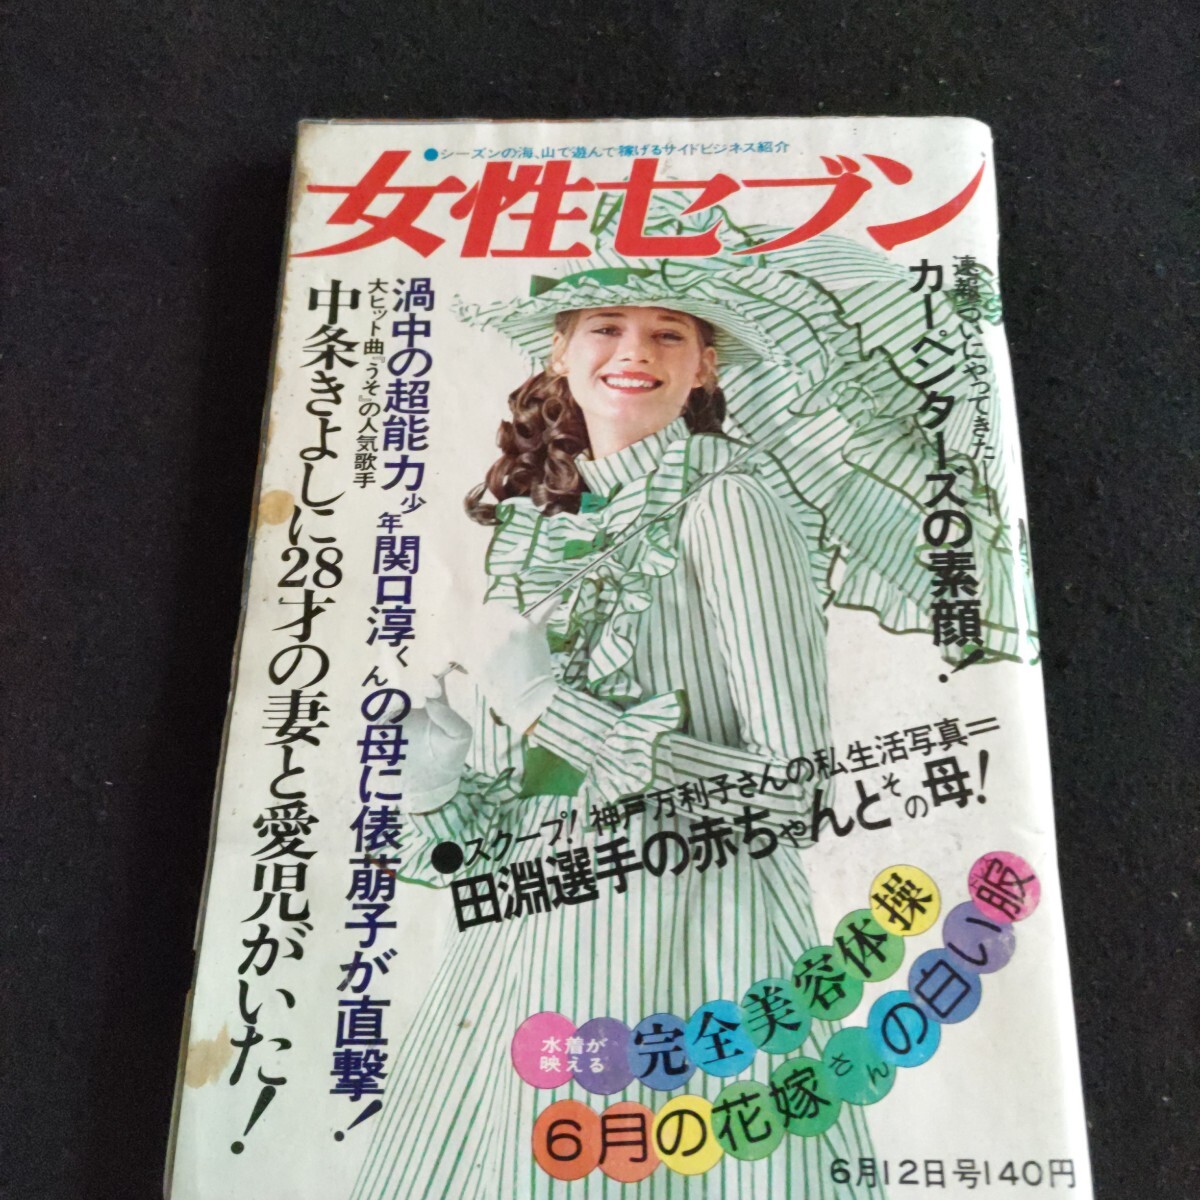 ●シーズンの海、山で遊んで稼げるサイドビジネス紹介
女性セブン
速報ついにやってきた——
カーペンターズの素顔!
渦中の超能力少年関口淳くんの母に俵萠子が直撃!
大ヒット曲『うそ』の人気歌手
中条きよしに28才の妻と愛児がいた!
●スクープ!神戸万利子さんの私生活写真=
田淵選手の赤ちゃんとその母!
水着が
映える
完全美容体操
6月の花嫁さんの白い服
6月12日号140円